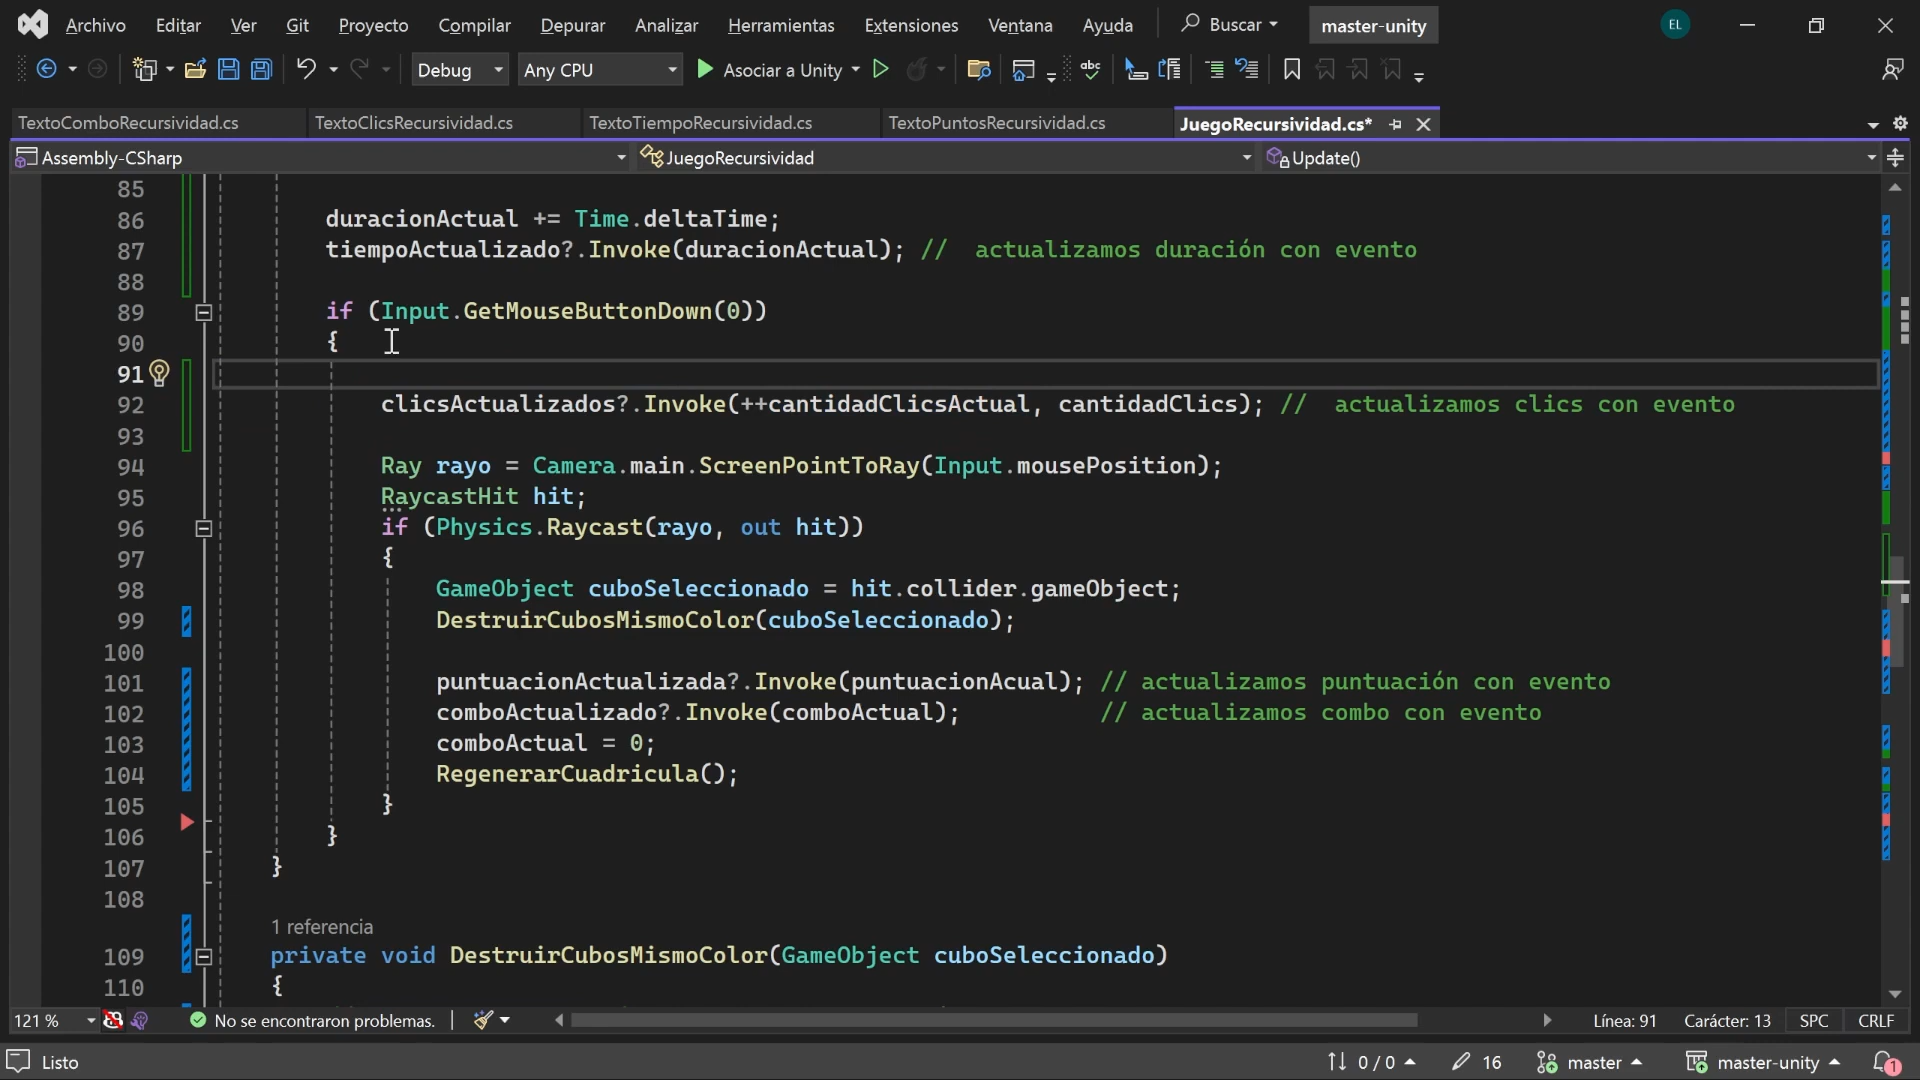 Archivo Editar Ver Git Proyecto Compilar Depurar Analizar Herramientas Extensiones Ventana Ayuda Buscar master-unity EL
Debug Any CPU Asociar a Unity abc
TextoComboRecursividad.cs TextoClicsRecursividad.cs TextoTiempoRecursividad.cs TextoPuntosRecursividad.cs JuegoRecursividad.cs*
Assembly-CSharp JuegoRecursividad Update()
85
86 duracionActual += Time.deltaTime;
87 tiempoActualizado?.Invoke(duracionActual); //  actualizamos duración con evento
88
89 if (Input.GetMouseButtonDown(0))
90 {
91
92 clicsActualizados?.Invoke(++cantidadClicsActual, cantidadClics); //  actualizamos clics con evento
93
94 Ray rayo = Camera.main.ScreenPointToRay(Input.mousePosition);
95 RaycastHit hit;
96 if (Physics.Raycast(rayo, out hit))
97 {
98 GameObject cuboSeleccionado = hit.collider.gameObject;
99 DestruirCubosMismoColor(cuboSeleccionado);
100
101 puntuacionActualizada?.Invoke(puntuacionAcual); // actualizamos puntuación con evento
102 comboActualizado?.Invoke(comboActual); // actualizamos combo con evento
103 comboActual = 0;
104 RegenerarCuadricula();
105 }
106 }
107 }
108
1 referencia
109 private void DestruirCubosMismoColor(GameObject cuboSeleccionado)
110 {
121 % No se encontraron problemas. Línea: 91 Carácter: 13 SPC CRLF
Listo 0 / 0 16 master master-unity 1